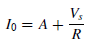 I₀ = A + Vₛ/R